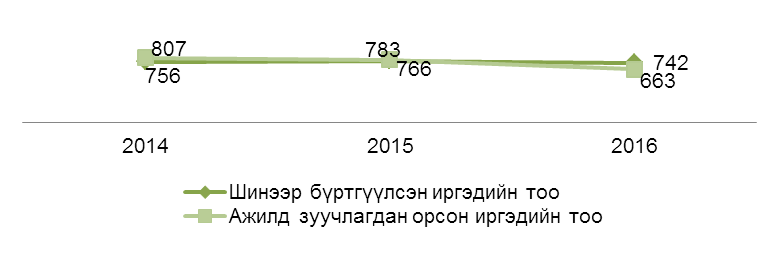 807
756
783
766
742
663
2014 2015 2016
Шинээр бүртгүүлсэн иргэдийн тоо
Ажилд зуучлагдан орсон иргэдийн тоо